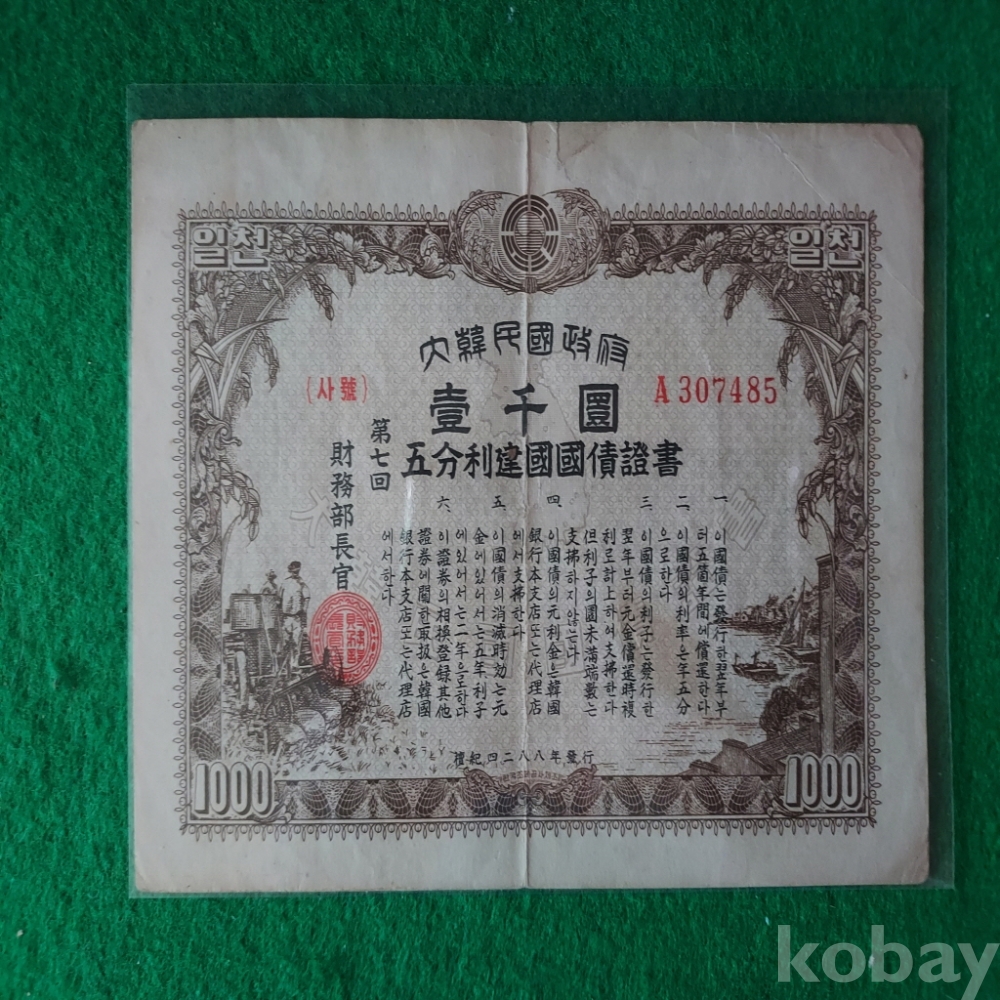 일천
일천
大韓民國政府
(사號)
A 307485
壹千圓
第七回
五分利建國國債證書
財務部長官
一 이國債는發行한翌年부
터五箇年間에償還한다
二 이國債의利率은年五分
으로한다
三 이國債의利子는發行한
翌年부터元金償還時複
利로計上하여支拂한다
但利子의圓未滿端數는
支拂하지않는다
四 이國債의元利金은韓國
銀行本支店또는代理店
에서支拂한다
五 이國債의消滅時効는元
金에있어서는五年利子
에있어서는二年으로한다
六 이證券의相換登錄其他
證券에關한取扱은韓國
銀行本支店또는代理店
에서한다
檀紀四二八八年發行
1000
1000
kobay